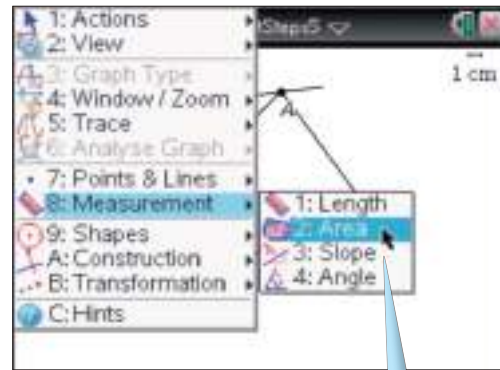 1: Actions
2: View
3: Graph Type
4: Window / Zoom
5: Trace
6: Analyse Graph
7: Points & Lines
8: Measurement
9: Shapes
A: Construction
B: Transformation
C: Hints
1 cm
A
1: Length
2: Area
3: Slope
4: Angle